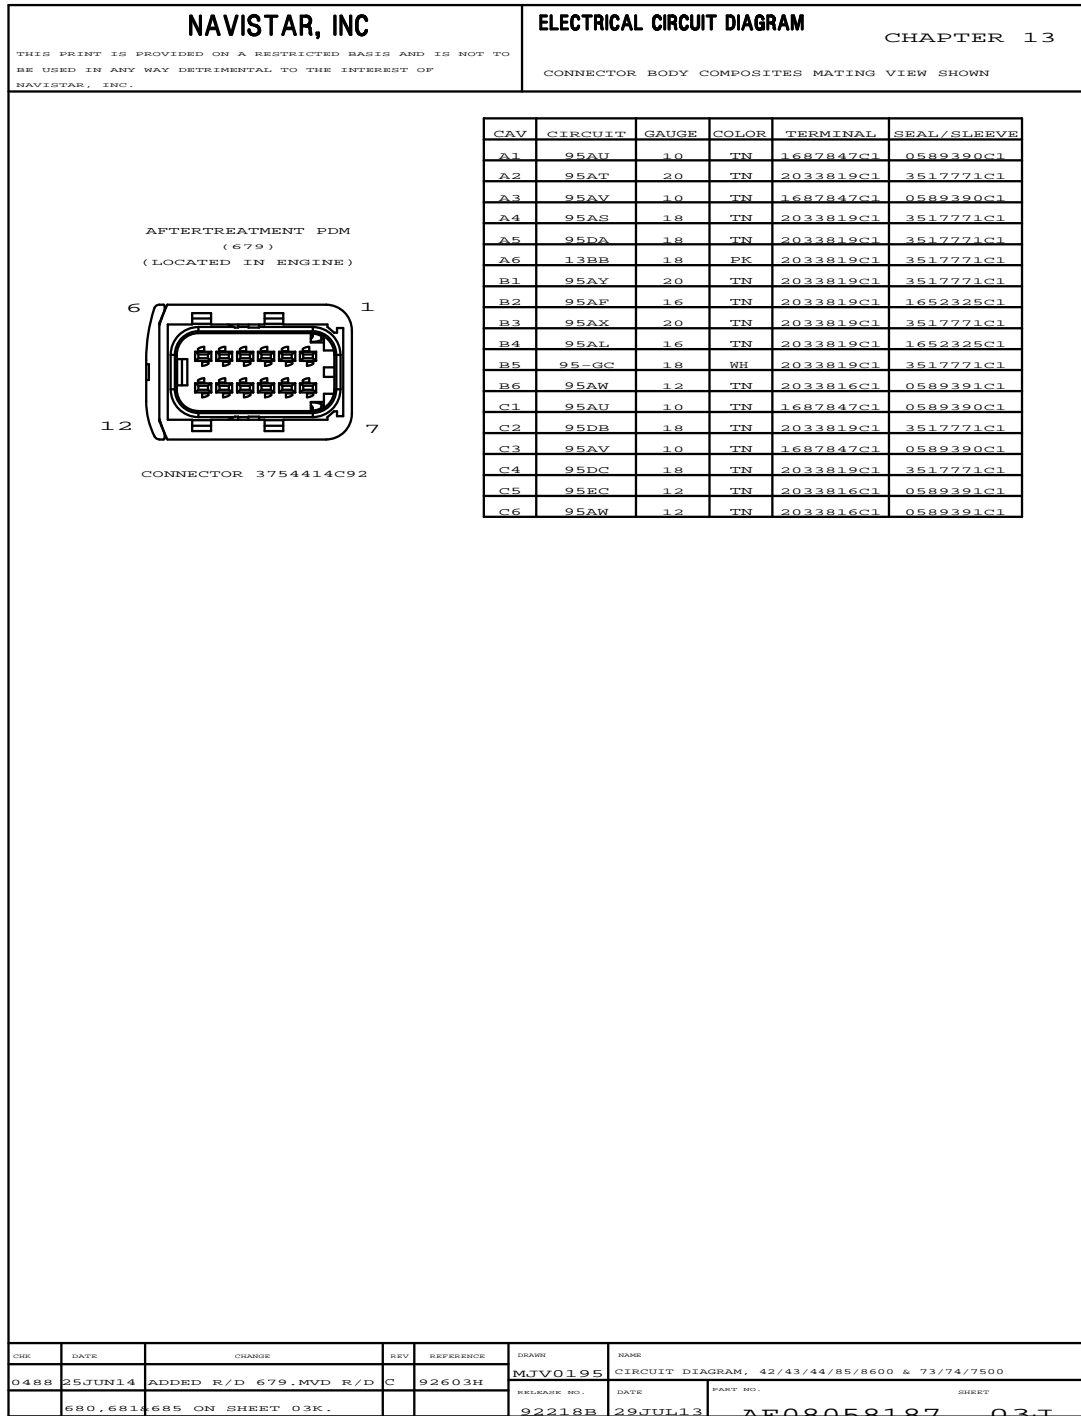 NAVISTAR, INC
THIS PRINT IS PROVIDED ON A RESTRICTED BASIS AND IS NOT TO
BE USED IN ANY WAY DETRIMENTAL TO THE INTEREST OF
NAVISTAR, INC.
ELECTRICAL CIRCUIT DIAGRAM
CHAPTER 13
CONNECTOR BODY COMPOSITES MATING VIEW SHOWN
CAV CIRCUIT GAUGE COLOR TERMINAL SEAL/SLEEVE
A1 95AU 10 TN 1687847C1 0589390C1
A2 95AT 20 TN 2033819C1 3517771C1
A3 95AV 10 TN 1687847C1 0589390C1
A4 95AS 18 TN 2033819C1 3517771C1
A5 95DA 18 TN 2033819C1 3517771C1
A6 13BB 18 PK 2033819C1 3517771C1
B1 95AY 20 TN 2033819C1 3517771C1
B2 95AF 16 TN 2033819C1 1652325C1
B3 95AX 20 TN 2033819C1 3517771C1
B4 95AL 16 TN 2033819C1 1652325C1
B5 95-GC 18 WH 2033819C1 3517771C1
B6 95AW 12 TN 2033816C1 0589391C1
C1 95AU 10 TN 1687847C1 0589390C1
C2 95DB 18 TN 2033819C1 3517771C1
C3 95AV 10 TN 1687847C1 0589390C1
C4 95DC 18 TN 2033819C1 3517771C1
C5 95EC 12 TN 2033816C1 0589391C1
C6 95AW 12 TN 2033816C1 0589391C1
AFTERTREATMENT PDM
(679)
(LOCATED IN ENGINE)
6 1
12 7
CONNECTOR 3754414C92
CHK DATE CHANGE REV REFERENCE
0488 25JUN14 ADDED R/D 679.MVD R/D C 92603H
680,681&685 ON SHEET 03K.
DRAWN NAME
MJV0195 CIRCUIT DIAGRAM, 42/43/44/85/8600 & 73/74/7500
RELEASE NO. DATE PART NO. SHEET
92218B 29JUL13 AF08058187 03J